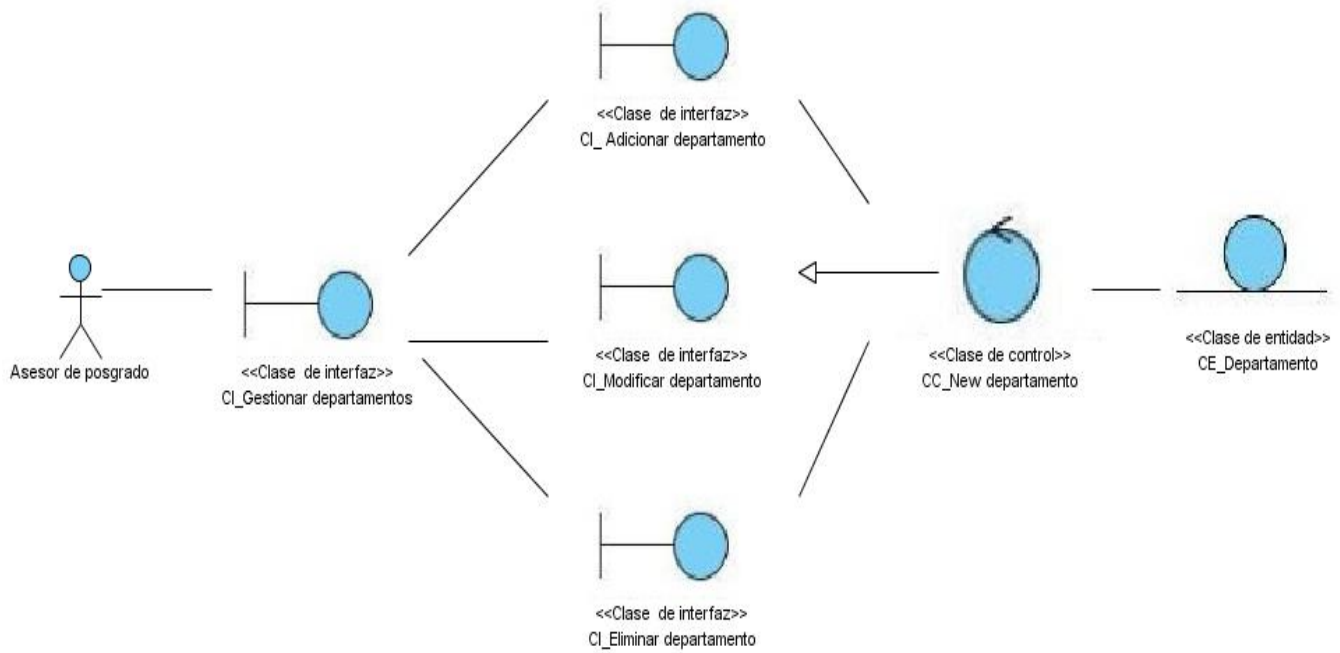 <<Clase de interfaz>>
CI_ Adicionar departamento
Asesor de posgrado
<<Clase de interfaz>>
CI_Gestionar departamentos
<<Clase de interfaz>>
CI_Modificar departamento
<<Clase de control>>
CC_New departamento
<<Clase de entidad>>
CE_Departamento
<<Clase de interfaz>>
CI_Eliminar departamento